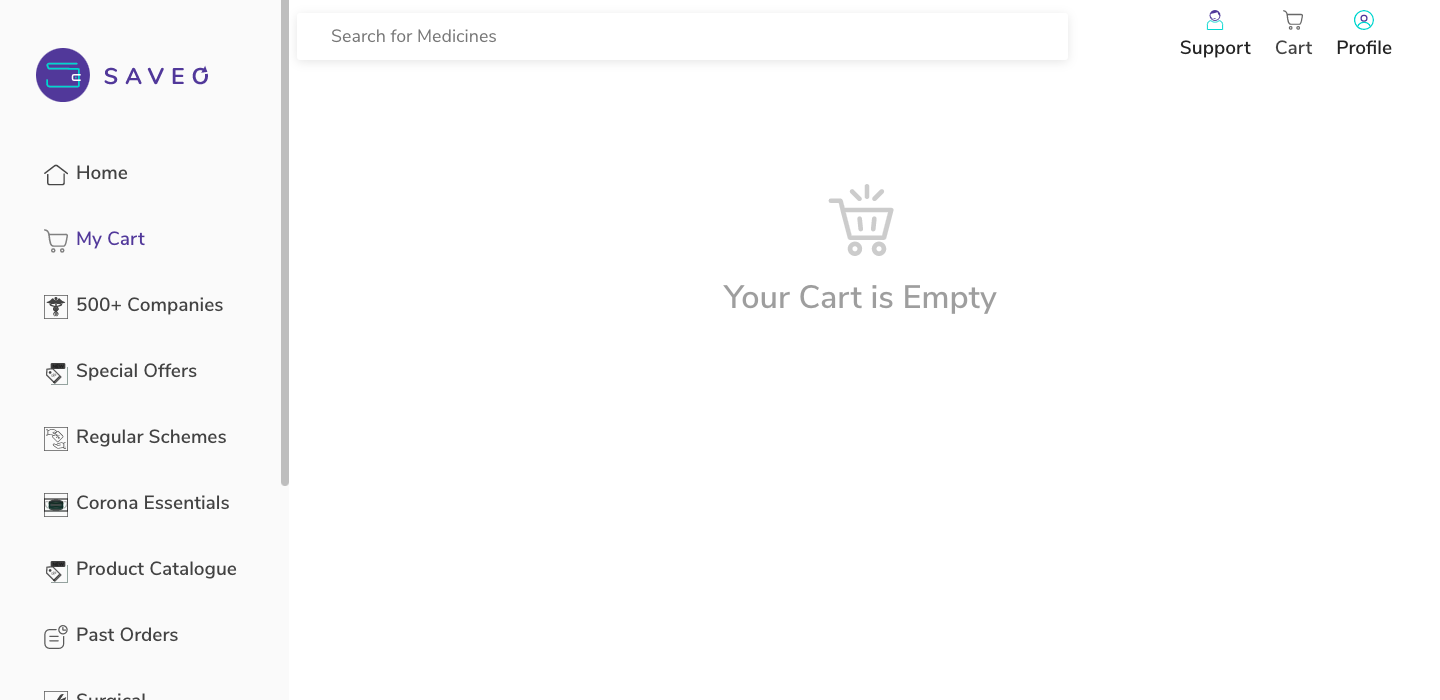 Search for Medicines
Support
Cart
Profile
SAVEO
Home
My Cart
500+ Companies
Special Offers
Regular Schemes
Corona Essentials
Product Catalogue
Past Orders
Surgical
Your Cart is Empty